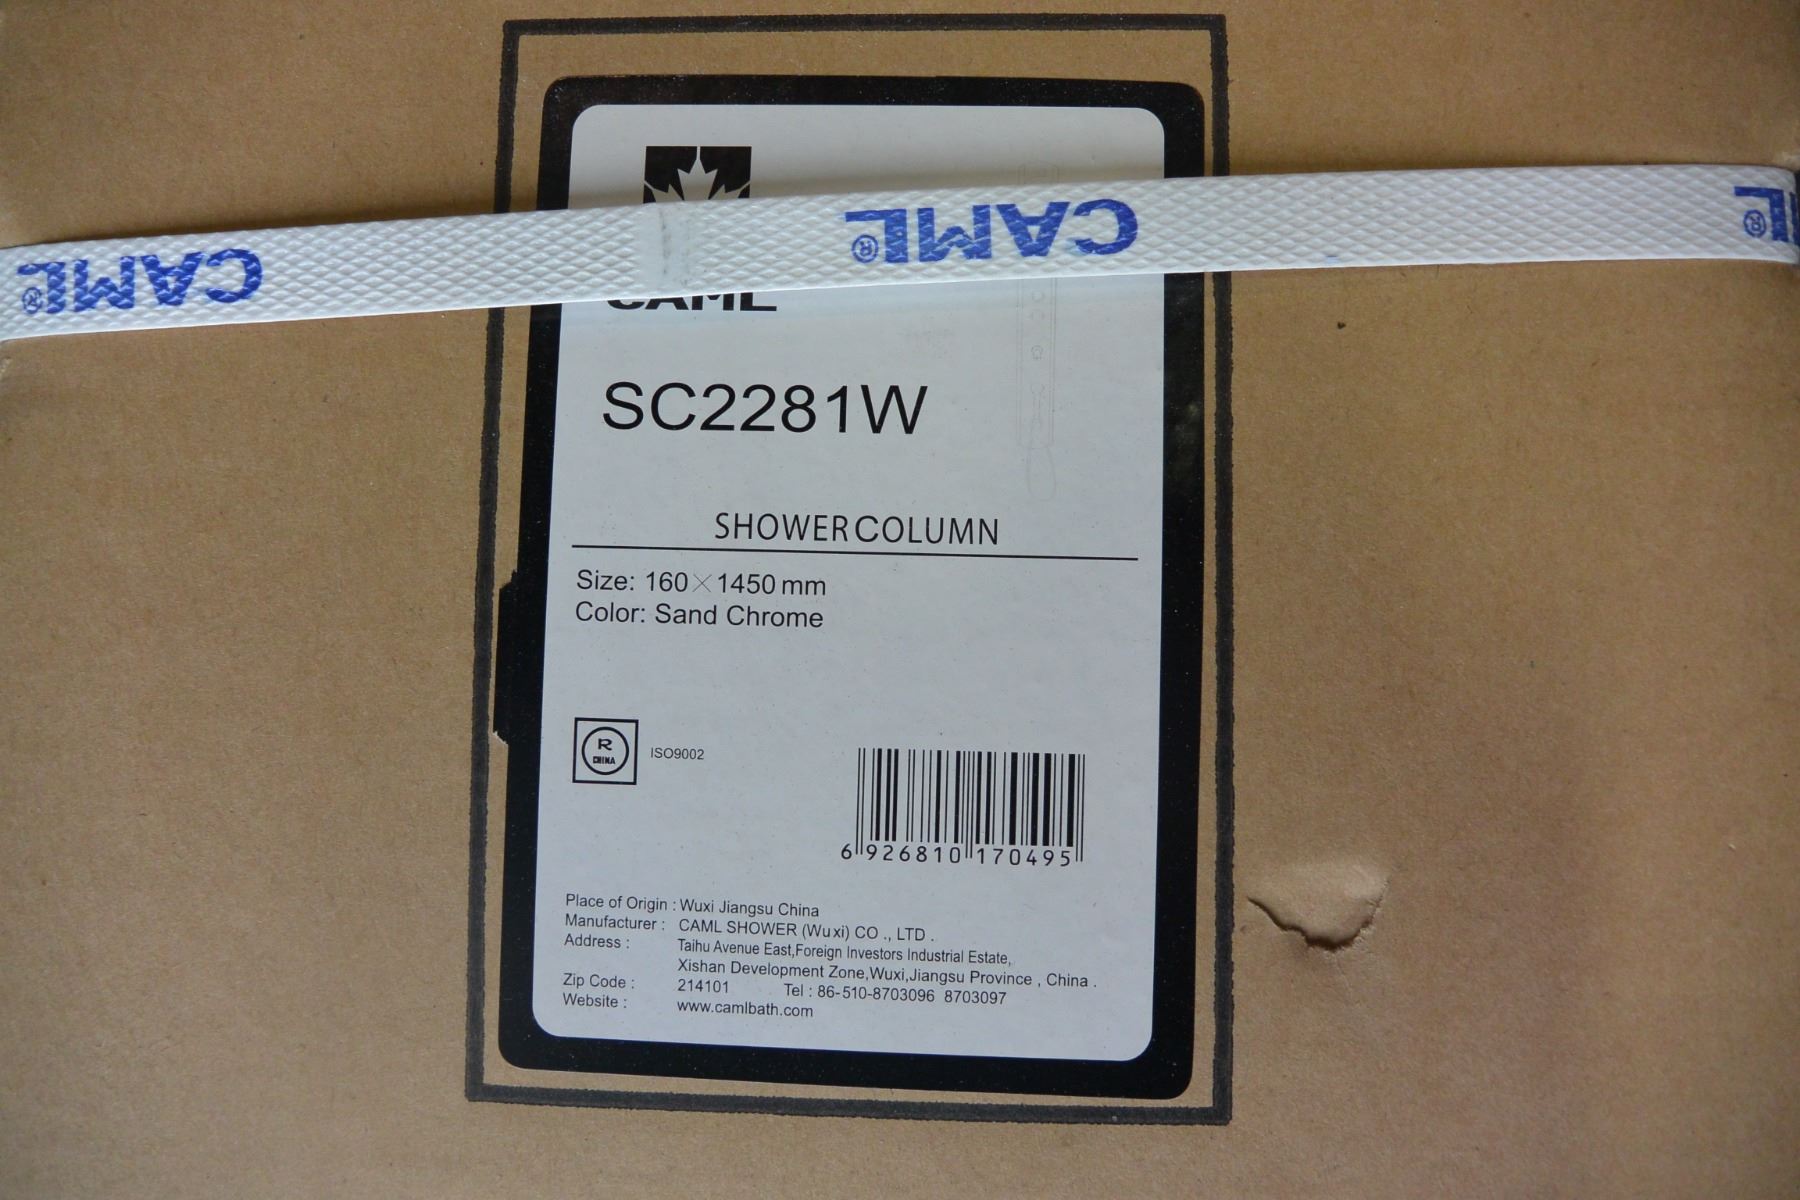 CAML®
CAML®
CAML
SC2281W
SHOWER COLUMN
Size: 160×1450 mm
Color: Sand Chrome
R
CHINA
ISO9002
6 926810 170495
Place of Origin : Wuxi Jiangsu China
Manufacturer : CAML SHOWER (Wuxi) CO ., LTD .
Address : Taihu Avenue East,Foreign Investors Industrial Estate,
Xishan Development Zone,Wuxi,Jiangsu Province , China .
Zip Code : 214101 Tel : 86-510-8703096 8703097
Website : www.camlbath.com